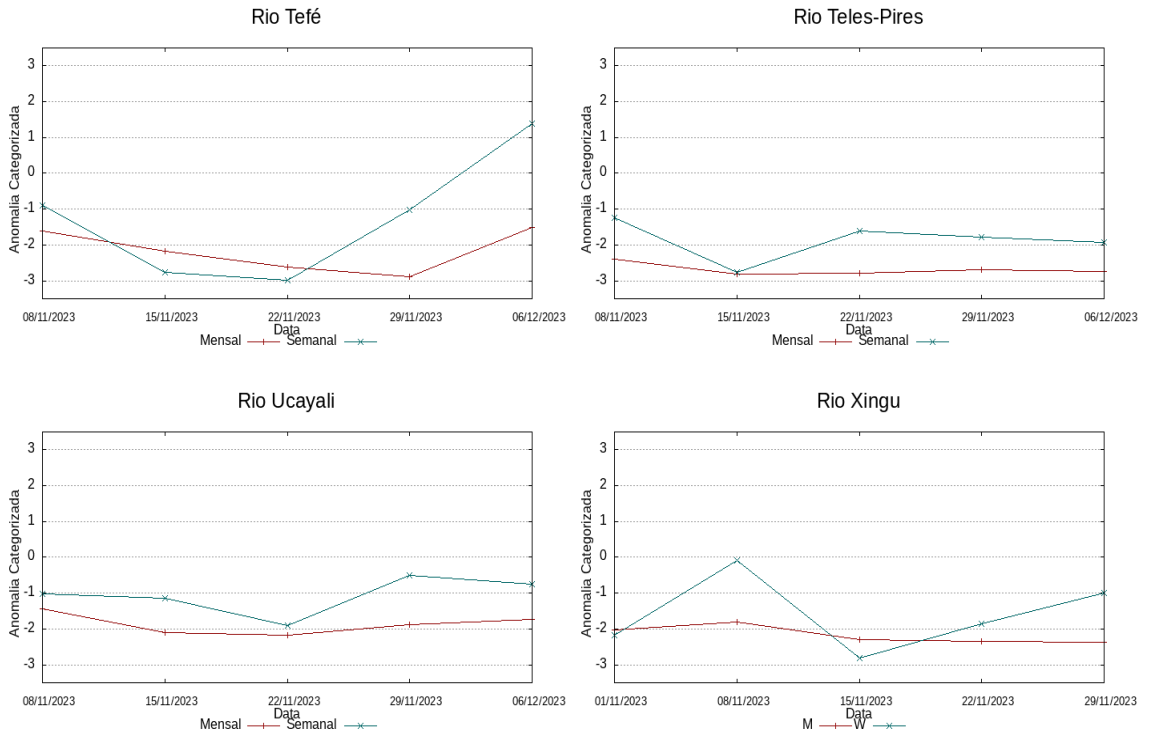 Rio Tefé
Anomalia Categorizada
3
2
1
0
-1
-2
-3
08/11/2023 15/11/2023 22/11/2023 29/11/2023 06/12/2023
Data
Mensal Semanal
Rio Teles-Pires
Anomalia Categorizada
3
2
1
0
-1
-2
-3
08/11/2023 15/11/2023 22/11/2023 29/11/2023 06/12/2023
Data
Mensal Semanal
Rio Ucayali
Anomalia Categorizada
3
2
1
0
-1
-2
-3
08/11/2023 15/11/2023 22/11/2023 29/11/2023 06/12/2023
Data
Mensal Semanal
Rio Xingu
Anomalia Categorizada
3
2
1
0
-1
-2
-3
01/11/2023 08/11/2023 15/11/2023 22/11/2023 29/11/2023
Data
M W